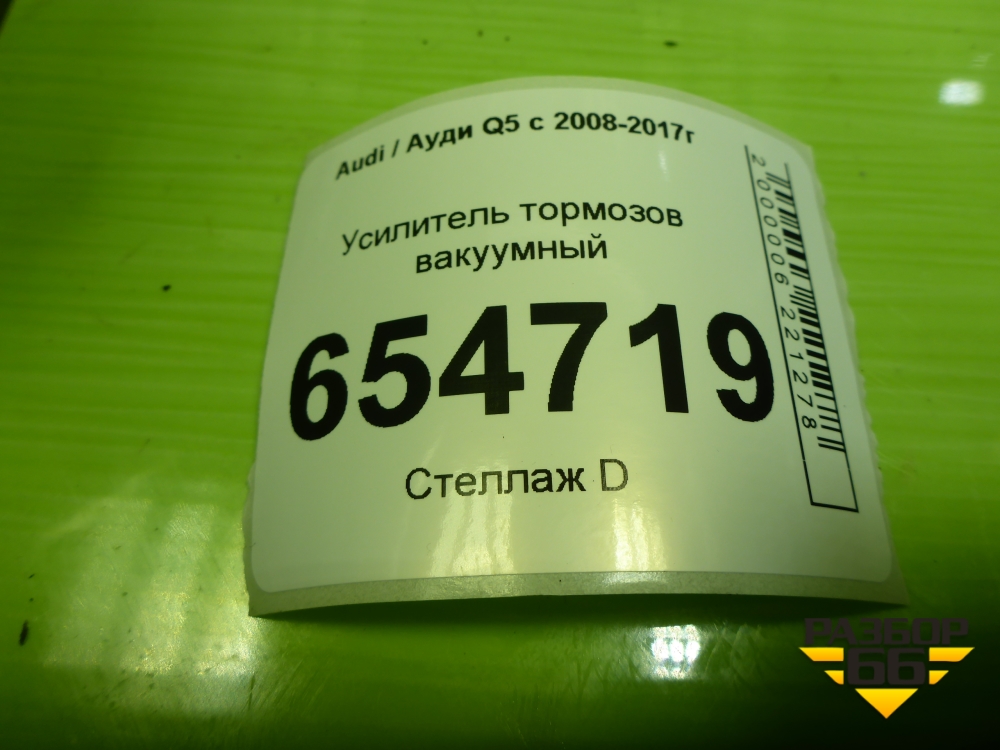 Audi / Ауди Q5 с 2008-2017г
Усилитель тормозов
вакуумный
654719
Стеллаж D
2000006221278
РАЗБОР
66